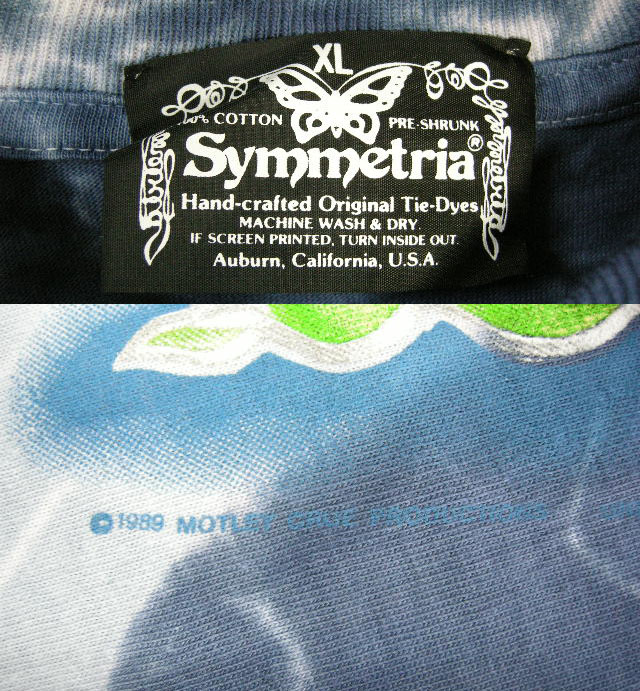 XL
COTTON PRE-SHRUNK
Symmetria®
Hand-crafted Original Tie-Dyes
MACHINE WASH & DRY.
IF SCREEN PRINTED, TURN INSIDE OUT.
Auburn, California, U.S.A.
© 1989 MOTLEY CRUE PRODUCTIONS